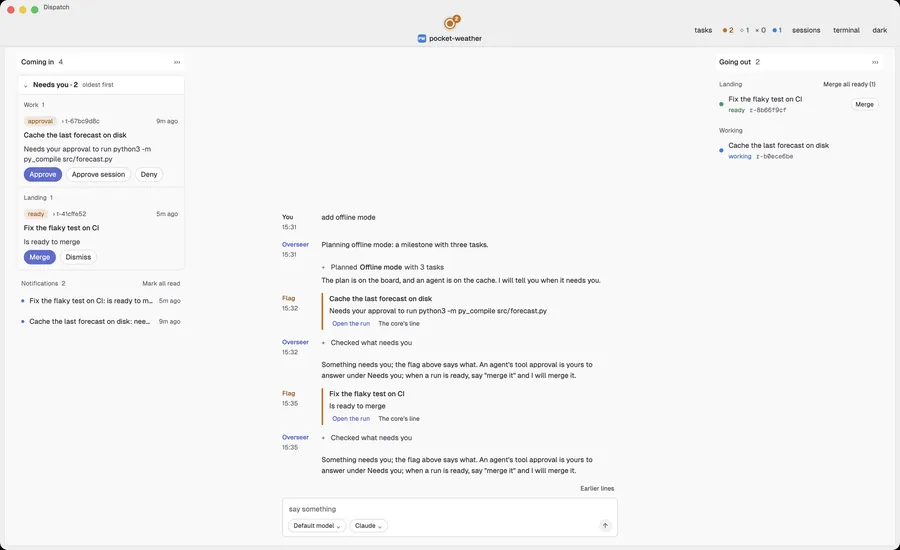 Dispatch
2
PW pocket-weather
tasks 2 1 0 1 sessions terminal dark
Coming in 4
Needs you · 2 oldest first
Work 1
approval t-67bc9d8c 9m ago
Cache the last forecast on disk
Needs your approval to run python3 -m
py_compile src/forecast.py
Approve Approve session Deny
Landing 1
ready t-41cffe52 5m ago
Fix the flaky test on CI
Is ready to merge
Merge Dismiss
Notifications 2 Mark all read
Fix the flaky test on CI: is ready to m… 5m ago
Cache the last forecast on disk: nee… 9m ago
You add offline mode
15:31
Overseer Planning offline mode: a milestone with three tasks.
15:31
+ Planned Offline mode with 3 tasks
The plan is on the board, and an agent is on the cache. I will tell you when it needs you.
Flag Cache the last forecast on disk
15:32 Needs your approval to run python3 -m py_compile src/forecast.py
Open the run The core's line
Overseer + Checked what needs you
15:32
Something needs you; the flag above says what. An agent's tool approval is yours to
answer under Needs you; when a run is ready, say "merge it" and I will merge it.
Flag Fix the flaky test on CI
15:35 Is ready to merge
Open the run The core's line
Overseer + Checked what needs you
15:35
Something needs you; the flag above says what. An agent's tool approval is yours to
answer under Needs you; when a run is ready, say "merge it" and I will merge it.
Earlier lines
say something
Default model Claude
Going out 2
Landing Merge all ready (1)
Fix the flaky test on CI Merge
ready r-8b66f9cf
Working
Cache the last forecast on disk
working r-b0ece6be